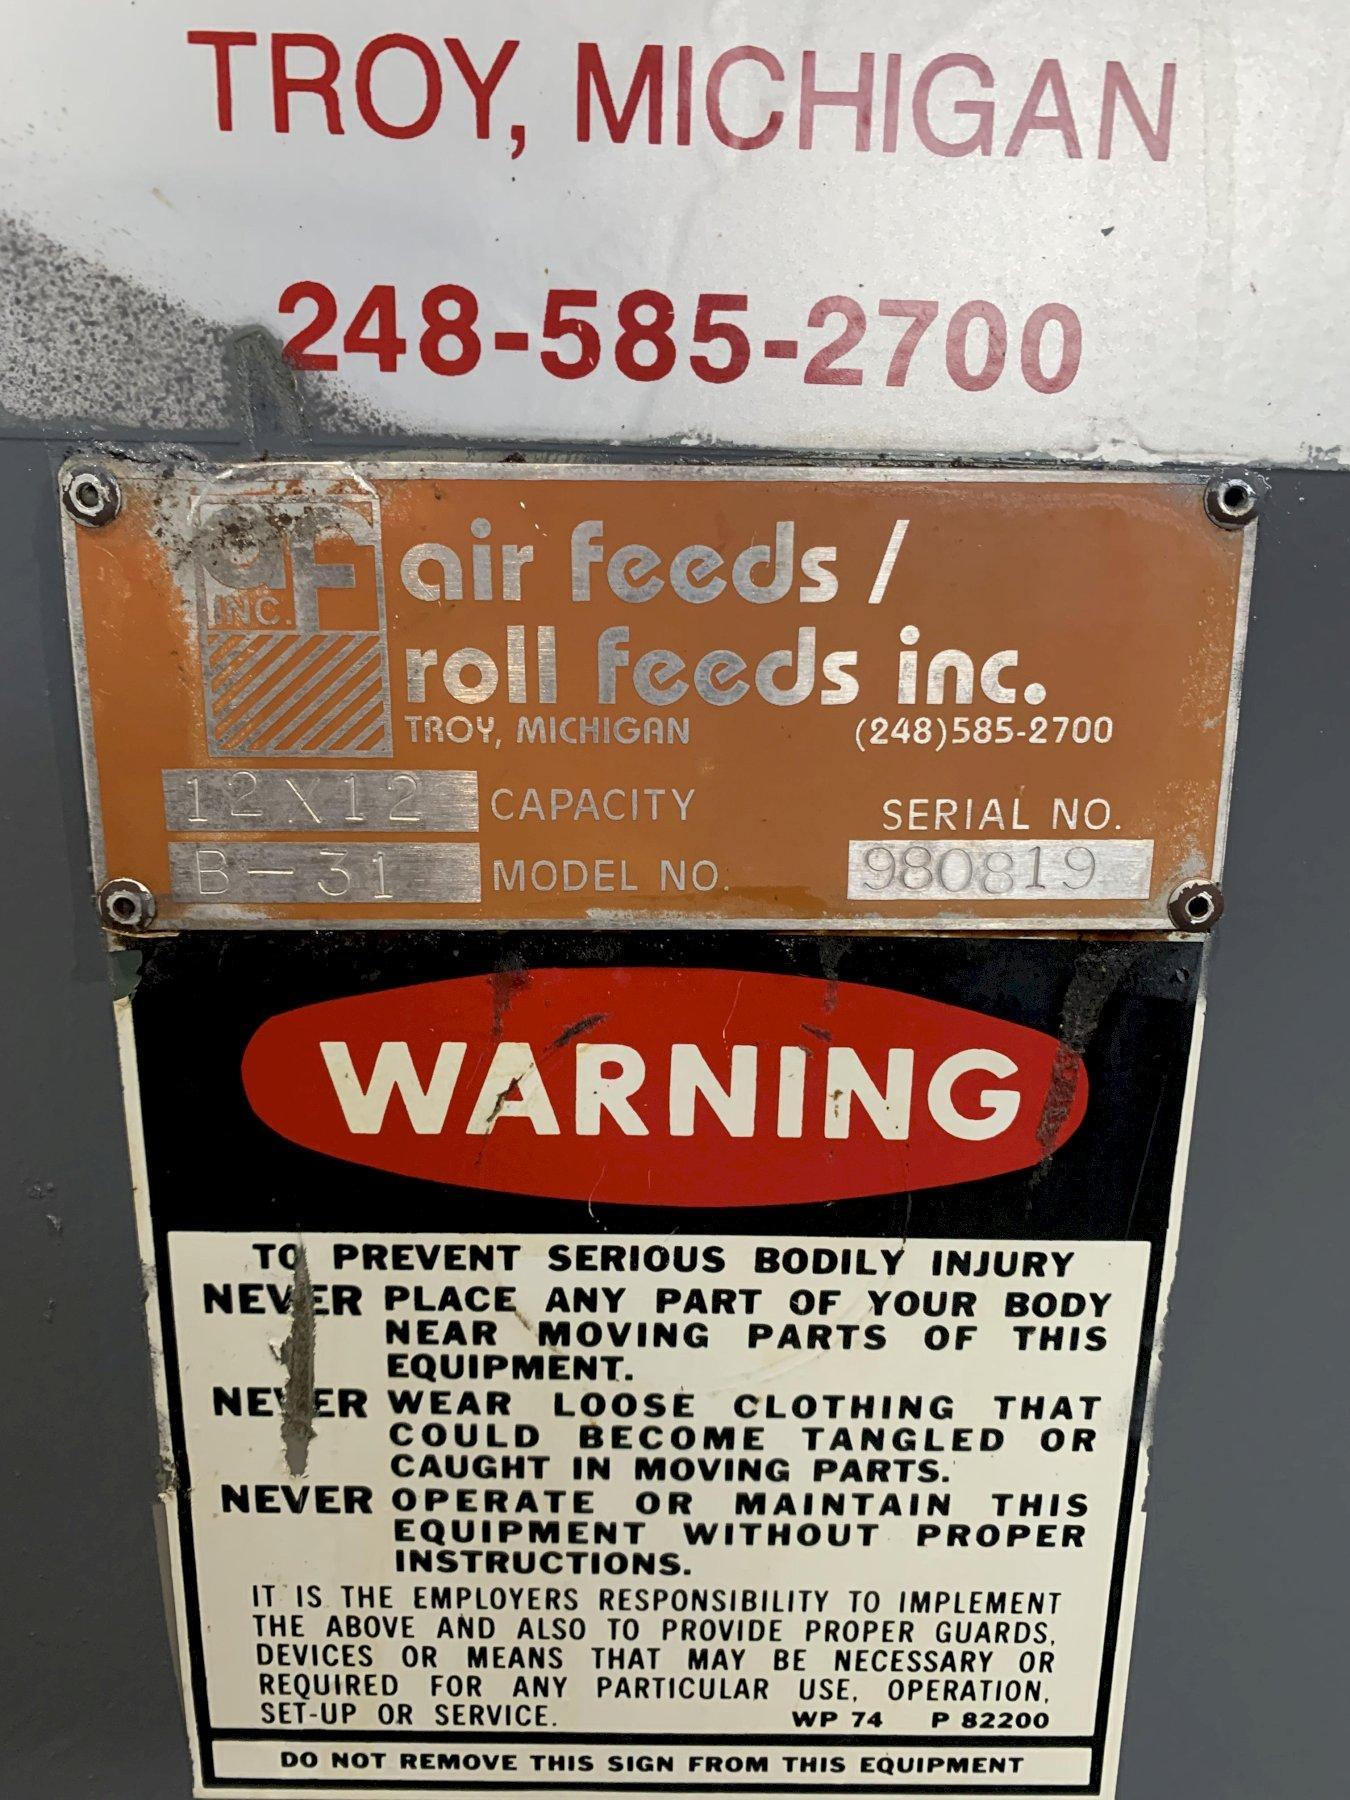 TROY, MICHIGAN
248-585-2700
af
INC.
air feeds /
roll feeds inc.
TROY, MICHIGAN (248)585-2700
12X12 CAPACITY SERIAL NO.
B-31 MODEL NO. 980819
WARNING
TO PREVENT SERIOUS BODILY INJURY
NEVER PLACE ANY PART OF YOUR BODY
NEAR MOVING PARTS OF THIS
EQUIPMENT.
NEVER WEAR LOOSE CLOTHING THAT
COULD BECOME TANGLED OR
CAUGHT IN MOVING PARTS.
NEVER OPERATE OR MAINTAIN THIS
EQUIPMENT WITHOUT PROPER
INSTRUCTIONS.
IT IS THE EMPLOYERS RESPONSIBILITY TO IMPLEMENT
THE ABOVE AND ALSO TO PROVIDE PROPER GUARDS,
DEVICES OR MEANS THAT MAY BE NECESSARY OR
REQUIRED FOR ANY PARTICULAR USE, OPERATION,
SET-UP OR SERVICE. WP 74 P 82200
DO NOT REMOVE THIS SIGN FROM THIS EQUIPMENT